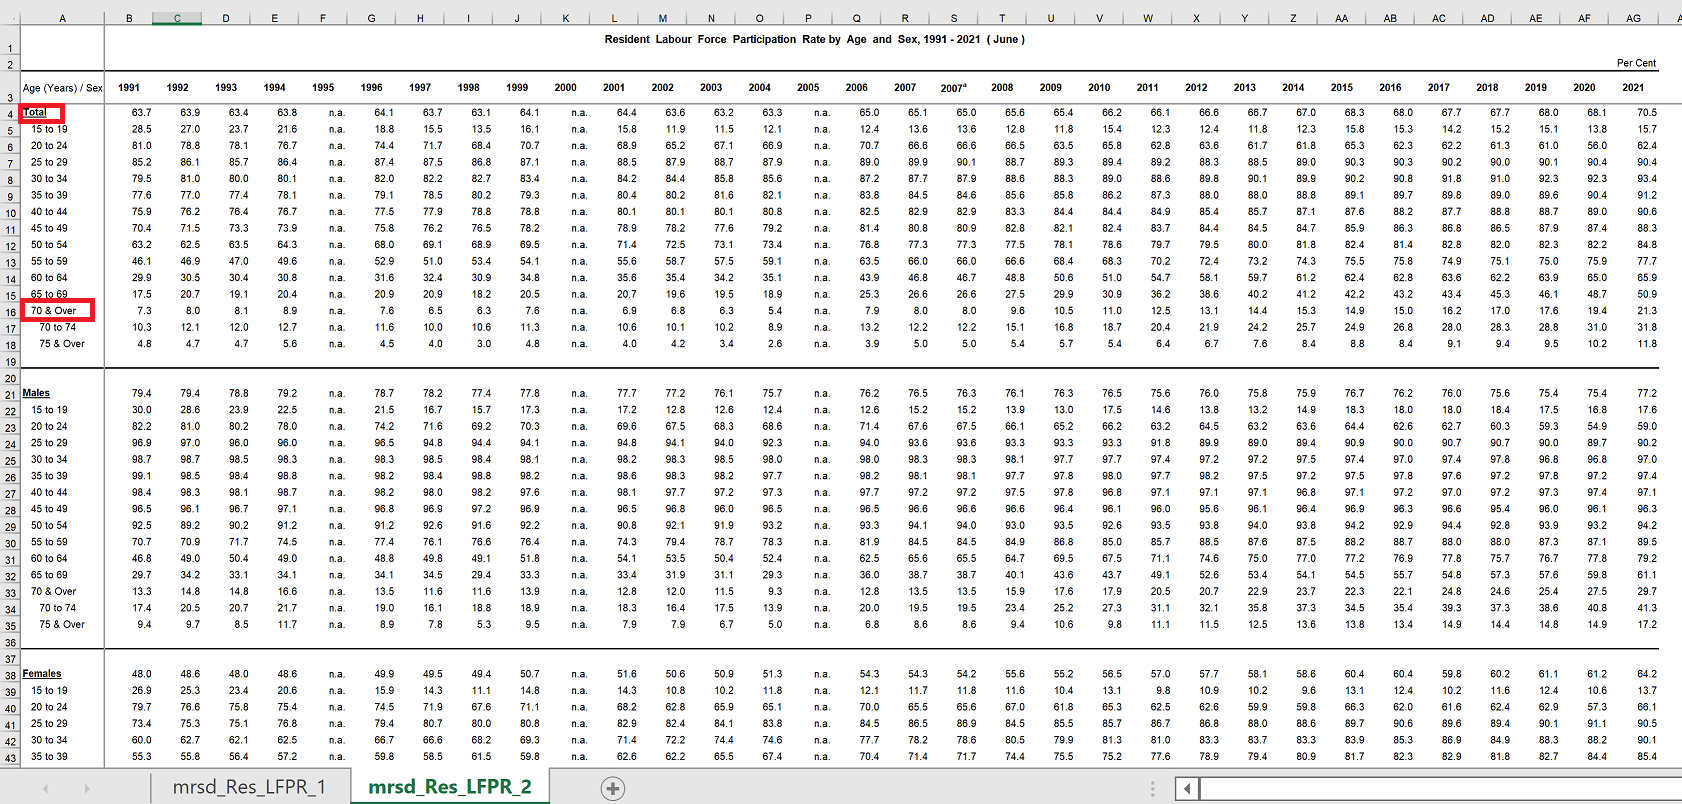 A B C D E F G H I J K L M N O P Q R S T U V W X Y Z AA AB AC AD AE AF AG
1 Resident Labour Force Participation Rate by Age and Sex, 1991 - 2021 ( June )
2 Per Cent
3 Age (Years) / Sex 1991 1992 1993 1994 1995 1996 1997 1998 1999 2000 2001 2002 2003 2004 2005 2006 2007 2007ª 2008 2009 2010 2011 2012 2013 2014 2015 2016 2017 2018 2019 2020 2021
4 Total 63.7 63.9 63.4 63.8 n.a. 64.1 63.7 63.1 64.1 n.a. 64.4 63.6 63.2 63.3 n.a. 65.0 65.1 65.0 65.6 65.4 66.2 66.1 66.6 66.7 67.0 68.3 68.0 67.7 67.7 68.0 68.1 70.5
5 15 to 19 28.5 27.0 23.7 21.6 n.a. 18.8 15.5 13.5 16.1 n.a. 15.8 11.9 11.5 12.1 n.a. 12.4 13.6 13.6 12.8 11.8 15.4 12.3 12.4 11.8 12.3 15.8 15.3 14.2 15.2 15.1 13.8 15.7
6 20 to 24 81.0 78.8 78.1 76.7 n.a. 74.4 71.7 68.4 70.7 n.a. 68.9 65.2 67.1 66.9 n.a. 70.7 66.6 66.6 66.5 63.5 65.8 62.8 63.6 61.7 61.8 65.3 62.3 62.2 61.3 61.0 56.0 62.4
7 25 to 29 85.2 86.1 85.7 86.4 n.a. 87.4 87.5 86.8 87.1 n.a. 88.5 87.9 88.7 87.9 n.a. 89.0 89.9 90.1 88.7 89.3 89.4 89.2 88.3 88.5 89.0 90.3 90.3 90.2 90.0 90.1 90.4 90.4
8 30 to 34 79.5 81.0 80.0 80.1 n.a. 82.0 82.2 82.7 83.4 n.a. 82.2 84.4 85.8 85.6 n.a. 87.2 87.7 87.9 88.6 88.3 89.0 88.6 89.8 90.1 89.9 90.2 90.8 91.8 91.0 92.3 92.3 93.4
9 35 to 39 77.6 77.0 77.4 78.1 n.a. 79.1 78.5 80.2 79.3 n.a. 80.4 80.2 81.6 82.1 n.a. 83.8 84.5 84.6 85.6 85.8 86.2 87.3 88.0 88.0 88.8 89.1 89.7 89.8 89.0 89.6 90.4 91.2
10 40 to 44 75.9 76.2 76.4 76.7 n.a. 77.5 77.9 78.8 78.8 n.a. 80.1 80.1 80.1 80.8 n.a. 82.5 82.9 82.9 83.3 84.4 84.4 84.9 85.4 85.7 87.1 87.6 88.2 87.7 88.8 88.7 89.0 90.6
11 45 to 49 70.4 71.5 73.3 73.9 n.a. 75.8 76.2 76.5 78.2 n.a. 78.9 78.2 77.6 79.2 n.a. 81.4 80.8 80.9 82.8 82.1 82.4 83.7 84.4 84.5 84.7 85.9 86.3 86.8 86.5 87.9 87.4 88.3
12 50 to 54 63.2 62.5 63.5 64.3 n.a. 68.0 69.1 68.9 69.5 n.a. 71.4 72.5 73.1 73.4 n.a. 76.8 77.3 77.3 77.5 78.1 78.6 79.7 79.5 80.0 81.8 82.4 81.4 82.8 82.0 82.3 82.2 84.8
13 55 to 59 46.1 46.9 47.0 49.6 n.a. 52.9 51.0 53.4 54.1 n.a. 55.6 58.7 57.5 59.1 n.a. 63.5 66.0 66.0 66.6 68.4 68.3 70.2 72.4 73.2 74.3 75.5 75.8 74.9 75.1 75.0 75.9 77.7
14 60 to 64 29.9 30.5 30.4 30.8 n.a. 31.6 32.4 30.9 34.8 n.a. 35.6 35.4 34.2 35.1 n.a. 43.9 46.8 46.7 48.8 50.6 51.0 54.7 58.1 59.7 61.2 62.4 62.8 63.6 62.2 63.9 65.0 65.9
15 65 to 69 17.5 20.7 19.1 20.4 n.a. 20.9 20.9 18.2 20.5 n.a. 20.7 19.6 19.5 18.9 n.a. 25.3 26.6 26.6 27.5 29.9 30.9 36.2 38.6 40.2 41.2 42.2 43.2 43.4 45.3 46.1 48.7 50.9
16 70 & Over 7.3 8.0 8.1 8.9 n.a. 7.6 6.5 6.3 7.6 n.a. 6.9 6.8 6.3 5.4 n.a. 7.9 8.0 8.0 9.6 10.5 11.0 12.5 13.1 14.4 15.3 14.9 15.0 16.2 17.0 17.6 19.4 21.3
17 70 to 74 10.3 12.1 12.0 12.7 n.a. 11.6 10.0 10.6 11.3 n.a. 10.6 10.1 10.2 8.9 n.a. 13.2 12.2 12.2 15.1 16.8 18.7 20.4 21.9 24.2 25.7 24.9 26.8 28.0 28.3 28.8 31.0 31.8
18 75 & Over 4.8 4.7 4.7 5.6 n.a. 4.5 4.0 3.0 4.8 n.a. 4.0 4.2 3.4 2.6 n.a. 3.9 5.0 5.0 5.4 5.7 5.4 6.4 6.7 7.6 8.4 8.8 8.4 9.1 9.4 9.5 10.2 11.8
19
20
21 Males 79.4 79.4 78.8 79.2 n.a. 78.7 78.2 77.4 77.8 n.a. 77.7 77.2 76.1 75.7 n.a. 76.2 76.5 76.3 76.1 76.3 76.5 75.6 76.0 75.8 75.9 76.7 76.2 76.0 75.6 75.4 75.4 77.2
22 15 to 19 30.0 28.6 23.9 22.5 n.a. 21.5 16.7 15.7 17.3 n.a. 17.2 12.8 12.6 12.4 n.a. 12.6 15.2 15.2 13.9 13.0 17.5 14.6 13.8 13.2 14.9 18.3 18.0 18.0 18.4 17.5 16.8 17.6
23 20 to 24 82.2 81.0 80.2 78.0 n.a. 74.2 71.6 69.2 70.3 n.a. 69.6 67.5 68.3 68.6 n.a. 71.4 67.6 67.5 66.1 65.2 66.2 63.2 64.5 63.2 63.6 64.4 62.6 62.7 60.3 59.3 54.9 59.0
24 25 to 29 96.9 97.0 96.0 96.0 n.a. 96.5 94.8 94.4 94.1 n.a. 94.8 94.1 94.0 92.3 n.a. 94.0 93.6 93.6 93.3 93.3 93.3 91.8 89.9 89.0 89.4 90.9 90.0 90.7 90.7 90.0 89.7 90.2
25 30 to 34 98.7 98.7 98.5 98.3 n.a. 98.3 98.5 98.4 98.1 n.a. 98.2 98.3 98.5 98.0 n.a. 98.0 98.3 98.3 98.1 97.7 97.7 97.4 97.2 97.2 97.5 97.4 97.0 97.4 97.8 96.8 96.8 97.0
26 35 to 39 99.1 98.5 98.4 98.8 n.a. 98.2 98.4 98.8 98.2 n.a. 98.6 98.3 98.2 97.7 n.a. 98.2 98.1 98.1 97.7 97.8 98.0 97.7 98.2 97.5 97.2 97.5 97.8 97.6 97.2 97.8 97.2 97.4
27 40 to 44 98.4 98.3 98.1 98.7 n.a. 98.2 98.0 98.2 97.6 n.a. 98.1 97.7 97.2 97.3 n.a. 97.7 97.2 97.2 97.5 97.8 96.8 97.1 97.1 97.1 96.8 97.1 97.2 97.0 97.2 97.3 97.4 97.1
28 45 to 49 96.5 96.1 96.7 97.1 n.a. 96.8 96.9 97.2 96.9 n.a. 96.5 96.8 96.0 96.5 n.a. 96.5 96.6 96.6 96.6 96.4 96.1 96.0 95.6 96.1 96.4 96.9 96.3 96.6 95.4 96.0 96.1 96.3
29 50 to 54 92.5 89.2 90.2 91.2 n.a. 91.2 92.6 91.6 92.2 n.a. 90.8 92.1 91.9 93.2 n.a. 93.3 94.1 94.0 93.0 93.5 92.6 93.5 93.8 94.0 93.8 94.2 92.9 94.4 92.8 93.9 93.2 94.2
30 55 to 59 70.7 70.9 71.7 74.5 n.a. 77.4 76.1 76.6 76.4 n.a. 74.3 79.4 78.7 78.3 n.a. 81.9 84.5 84.5 84.9 86.8 85.0 85.7 88.5 87.6 87.5 88.2 88.7 88.0 88.0 87.3 87.1 89.5
31 60 to 64 46.8 49.0 50.4 49.0 n.a. 48.8 49.8 49.1 51.8 n.a. 54.1 53.5 50.4 52.4 n.a. 62.5 65.6 65.5 64.7 69.5 67.5 71.1 74.6 75.0 77.0 77.2 76.9 77.8 75.7 76.7 77.8 79.2
32 65 to 69 29.7 34.2 33.1 34.1 n.a. 34.1 34.5 29.4 33.3 n.a. 33.4 31.9 31.1 29.3 n.a. 36.0 38.7 38.7 40.1 43.6 43.7 49.1 52.6 53.4 54.1 54.5 55.7 54.8 57.3 57.6 59.8 61.1
33 70 & Over 13.3 14.8 14.8 16.6 n.a. 13.5 11.6 11.6 13.9 n.a. 12.8 12.0 11.5 9.3 n.a. 12.8 13.5 13.5 15.9 17.6 17.9 20.5 20.7 22.9 23.7 22.3 22.1 24.8 24.6 25.4 27.5 29.7
34 70 to 74 17.4 20.5 20.7 21.7 n.a. 19.0 16.1 18.8 18.9 n.a. 18.3 16.4 17.5 13.9 n.a. 20.0 19.5 19.5 23.4 25.2 27.3 31.1 32.1 35.8 37.3 34.5 35.4 39.3 37.3 38.6 40.8 41.3
35 75 & Over 9.4 9.7 8.5 11.7 n.a. 8.9 7.8 5.3 9.5 n.a. 7.9 7.9 6.7 5.0 n.a. 6.8 8.6 8.6 9.4 10.6 9.8 11.1 11.5 12.5 13.6 13.8 13.4 14.9 14.4 14.8 14.9 17.2
36
37
38 Females 48.0 48.6 48.0 48.6 n.a. 49.9 49.5 49.4 50.7 n.a. 51.6 50.6 50.9 51.3 n.a. 54.3 54.3 54.2 55.6 55.2 56.5 57.0 57.7 58.1 58.6 60.4 60.4 59.8 60.2 61.1 61.2 64.2
39 15 to 19 26.9 25.3 23.4 20.6 n.a. 15.9 14.3 11.1 14.8 n.a. 14.3 10.8 10.2 11.8 n.a. 12.1 11.7 11.8 11.6 10.4 13.1 9.8 10.9 10.2 9.6 13.1 12.4 10.2 11.6 12.4 10.6 13.7
40 20 to 24 79.7 76.6 75.8 75.4 n.a. 74.5 71.9 67.6 71.1 n.a. 68.2 62.8 65.9 65.1 n.a. 70.0 65.5 65.6 67.0 61.8 65.3 62.5 62.6 59.9 59.8 66.3 62.0 61.6 62.4 62.9 57.3 66.1
41 25 to 29 73.4 75.3 75.1 76.8 n.a. 79.4 80.7 80.0 80.8 n.a. 82.9 82.4 84.1 83.8 n.a. 84.5 86.5 86.9 84.5 85.5 85.7 86.7 86.8 88.0 88.6 89.7 90.6 89.6 89.4 90.1 91.1 90.5
42 30 to 34 60.0 62.7 62.1 62.5 n.a. 66.7 66.6 68.2 69.3 n.a. 71.4 72.2 74.4 74.6 n.a. 77.7 78.2 78.6 80.5 79.9 81.3 81.0 83.3 83.7 83.3 83.9 85.3 86.9 84.9 88.3 88.2 90.1
43 35 to 39 55.3 55.8 56.4 57.2 n.a. 59.8 58.5 61.5 59.8 n.a. 62.6 62.2 65.5 67.4 n.a. 70.4 71.4 71.7 74.4 75.5 75.2 77.6 78.9 79.4 80.9 81.7 82.3 82.9 81.8 82.7 84.4 85.4
mrsd_Res_LFPR_1 mrsd_Res_LFPR_2